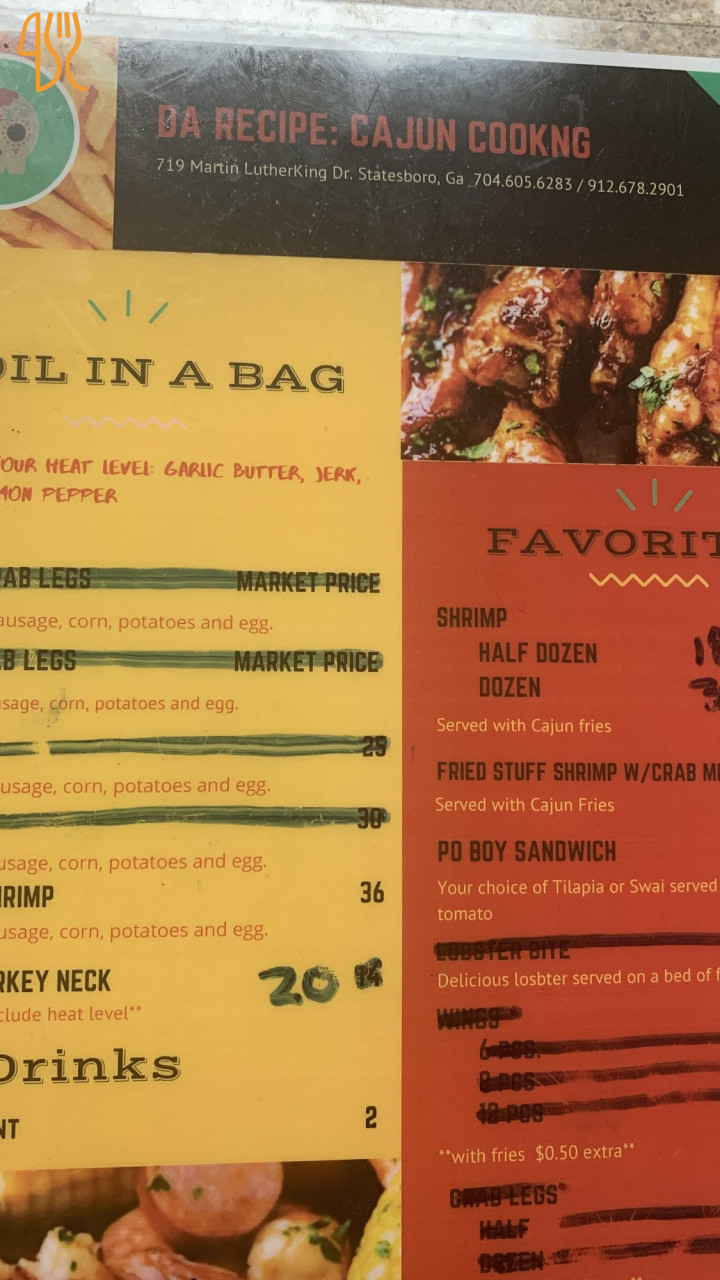 DA RECIPE: CAJUN COOKNG
719 Martin LutherKing Dr. Statesboro, Ga 704.605.6283 / 912.678.2901
OIL IN A BAG
OUR HEAT LEVEL: GARLIC BUTTER, JERK,
MON PEPPER
AB LEGS MARKET PRICE
ausage, corn, potatoes and egg.
B LEGS MARKET PRICE
usage, corn, potatoes and egg.
25
usage, corn, potatoes and egg.
30
usage, corn, potatoes and egg.
HRIMP 36
usage, corn, potatoes and egg.
RKEY NECK 20 14
clude heat level**
Drinks
NT 2
FAVORIT
SHRIMP
HALF DOZEN
DOZEN
Served with Cajun fries
FRIED STUFF SHRIMP W/CRAB ME
Served with Cajun Fries
PO BOY SANDWICH
Your choice of Tilapia or Swai served
tomato
LOBSTER BITE
Delicious losbter served on a bed of f
WINGS*
6 PCS.
8 PCS
12 PCS
**with fries $0.50 extra**
CRAB LEGS*
HALF
DOZEN